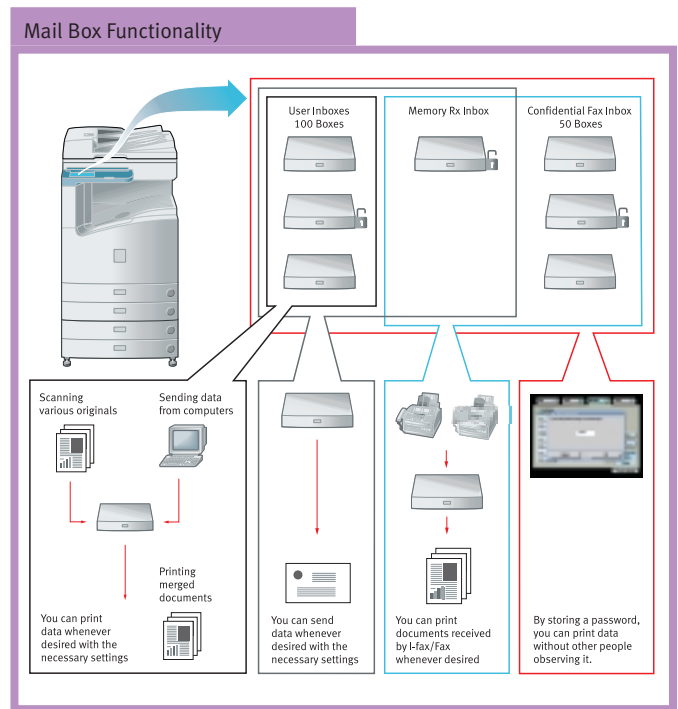 Mail Box Functionality
User Inboxes
100 Boxes
Memory Rx Inbox
Confidential Fax Inbox
50 Boxes
Scanning
various originals
Sending data
from computers
Printing
merged
documents
You can print
data whenever
desired with the
necessary settings
You can send
data whenever
desired with the
necessary settings
You can print
documents received
by I-fax/Fax
whenever desired
By storing a password,
you can print data
without other people
observing it.